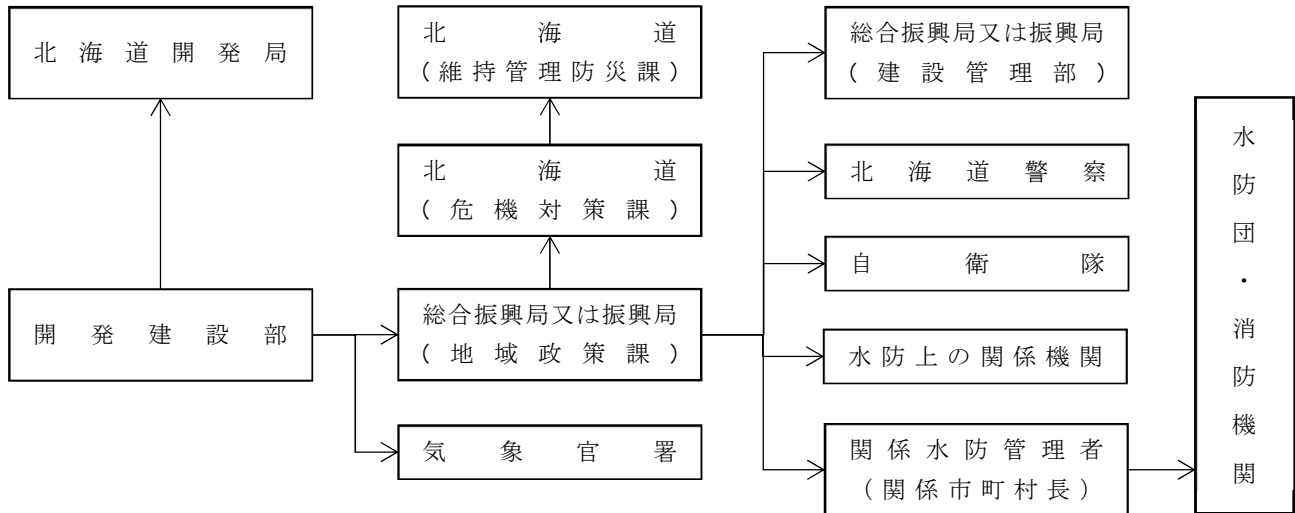 北海道開発局
北海道
(維持管理防災課)
総合振興局又は振興局
(建設管理部)
北海道
(危機対策課)
北海道警察
自衛隊
開発建設部
総合振興局又は振興局
(地域政策課)
水防上の関係機関
気象官署
関係水防管理者
(関係市町村長)
水防団・消防機関